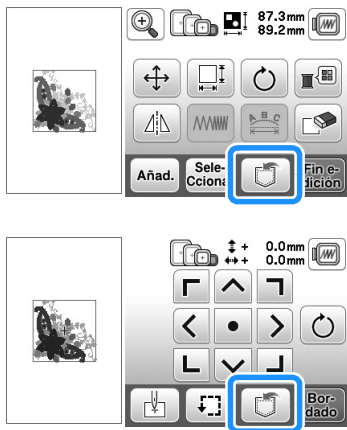 87.3mm
89.2mm
A B C
Añad.
Sele-
Cciona
Fin e-
dición
+ 0.0mm
+ 0.0mm
Bor-
dado